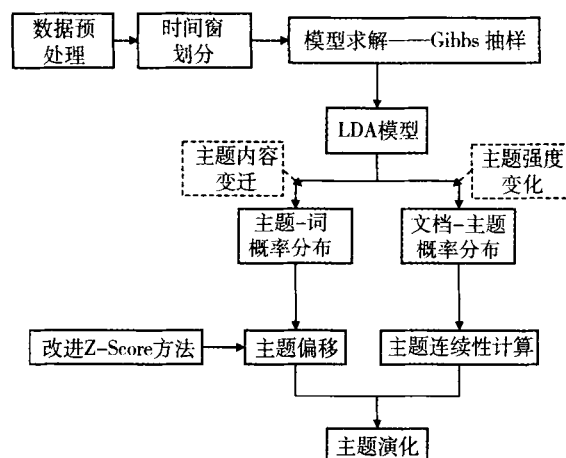 数据预
处理
时间窗
划分
模型求解——Gibbs 抽样
LDA模型
主题内容
变迁
主题强度
变化
主题-词
概率分布
文档-主题
概率分布
改进Z-Score方法
主题偏移
主题连续性计算
主题演化